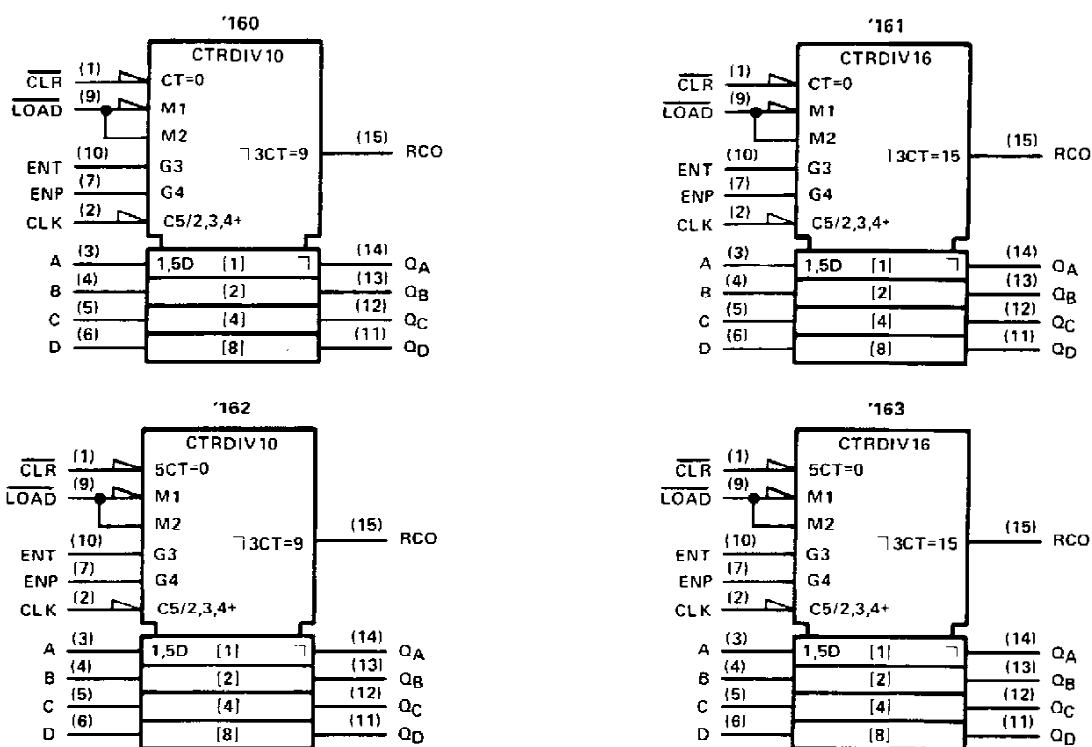 '160
CTRDIV10
CLR (1) CT=0
LOAD (9) M1
M2
3CT=9 (15) RCO
ENT (10) G3
ENP (7) G4
CLK (2) C5/2,3,4+
A (3) 1,5D [1] (14) QA
B (4) [2] (13) QB
C (5) [4] (12) QC
D (6) [8] (11) QD
'161
CTRDIV16
CLR (1) CT=0
LOAD (9) M1
M2
3CT=15 (15) RCO
ENT (10) G3
ENP (7) G4
CLK (2) C5/2,3,4+
A (3) 1,5D [1] (14) QA
B (4) [2] (13) QB
C (5) [4] (12) QC
D (6) [8] (11) QD
'162
CTRDIV10
CLR (1) 5CT=0
LOAD (9) M1
M2
3CT=9 (15) RCO
ENT (10) G3
ENP (7) G4
CLK (2) C5/2,3,4+
A (3) 1,5D [1] (14) QA
B (4) [2] (13) QB
C (5) [4] (12) QC
D (6) [8] (11) QD
'163
CTRDIV16
CLR (1) 5CT=0
LOAD (9) M1
M2
3CT=15 (15) RCO
ENT (10) G3
ENP (7) G4
CLK (2) C5/2,3,4+
A (3) 1,5D [1] (14) QA
B (4) [2] (13) QB
C (5) [4] (12) QC
D (6) [8] (11) QD